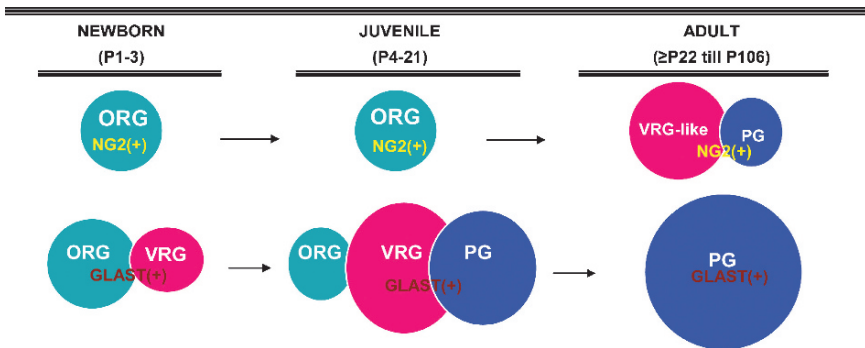 NEWBORN JUVENILE ADULT
(P1-3) (P4-21) (≥P22 till P106)
ORG ORG VRG-like PG
NG2(+) NG2(+) NG2(+)
ORG VRG ORG VRG PG PG
GLAST(+) GLAST(+) GLAST(+)